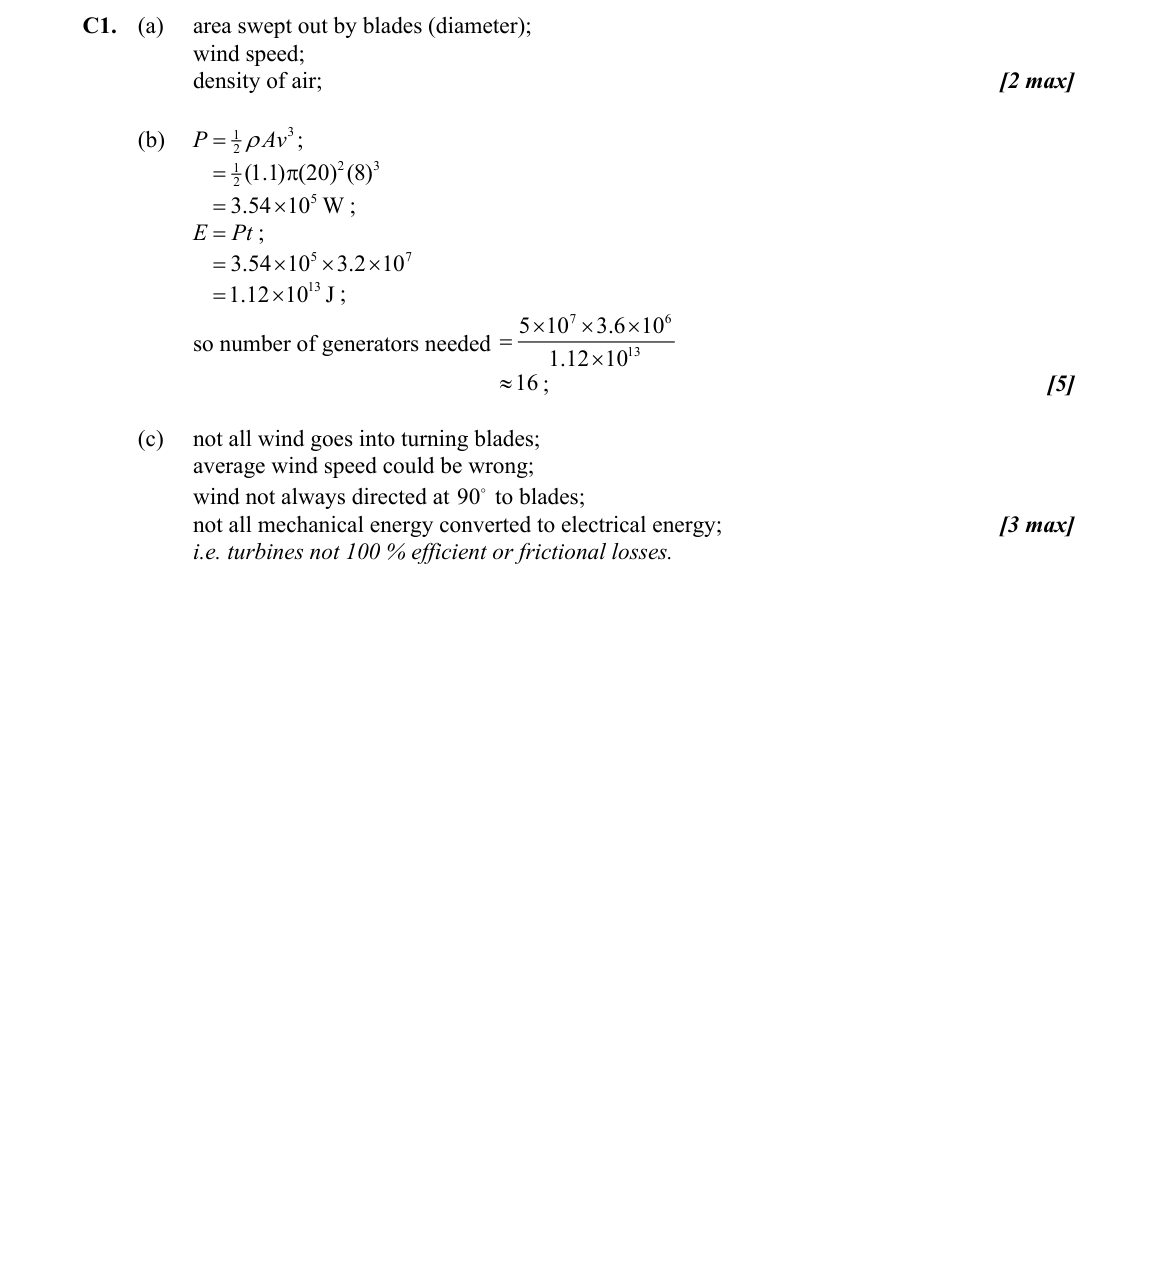 C1. (a) area swept out by blades (diameter);
wind speed;
density of air; [2 max]
(b) P = ½ ρAv³ ;
= ½ (1.1)π(20)² (8)³
= 3.54×10⁵ W ;
E = Pt ;
= 3.54×10⁵ ×3.2×10⁷
=1.12×10¹³ J ;
so number of generators needed = 5×10⁷ ×3.6×10⁶ / 1.12×10¹³
≈ 16 ; [5]
(c) not all wind goes into turning blades;
average wind speed could be wrong;
wind not always directed at 90° to blades;
not all mechanical energy converted to electrical energy; [3 max]
i.e. turbines not 100 % efficient or frictional losses.